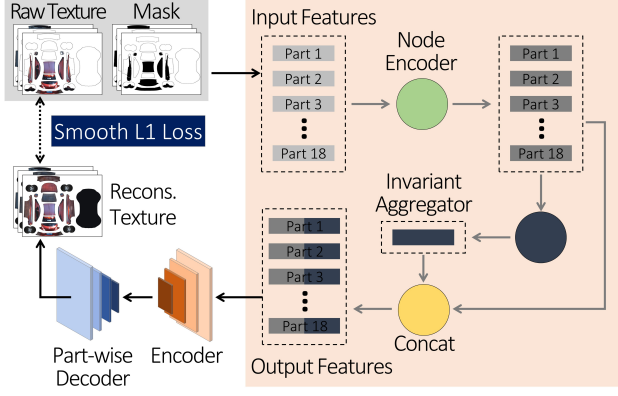 Raw Texture
Mask
Input Features
Part 1
Part 2
Part 3
Part 18
Node
Encoder
Part 1
Part 2
Part 3
Part 18
Smooth L1 Loss
Recons.
Texture
Invariant
Aggregator
Part 1
Part 2
Part 3
Part 18
Concat
Part-wise
Decoder
Encoder
Output Features